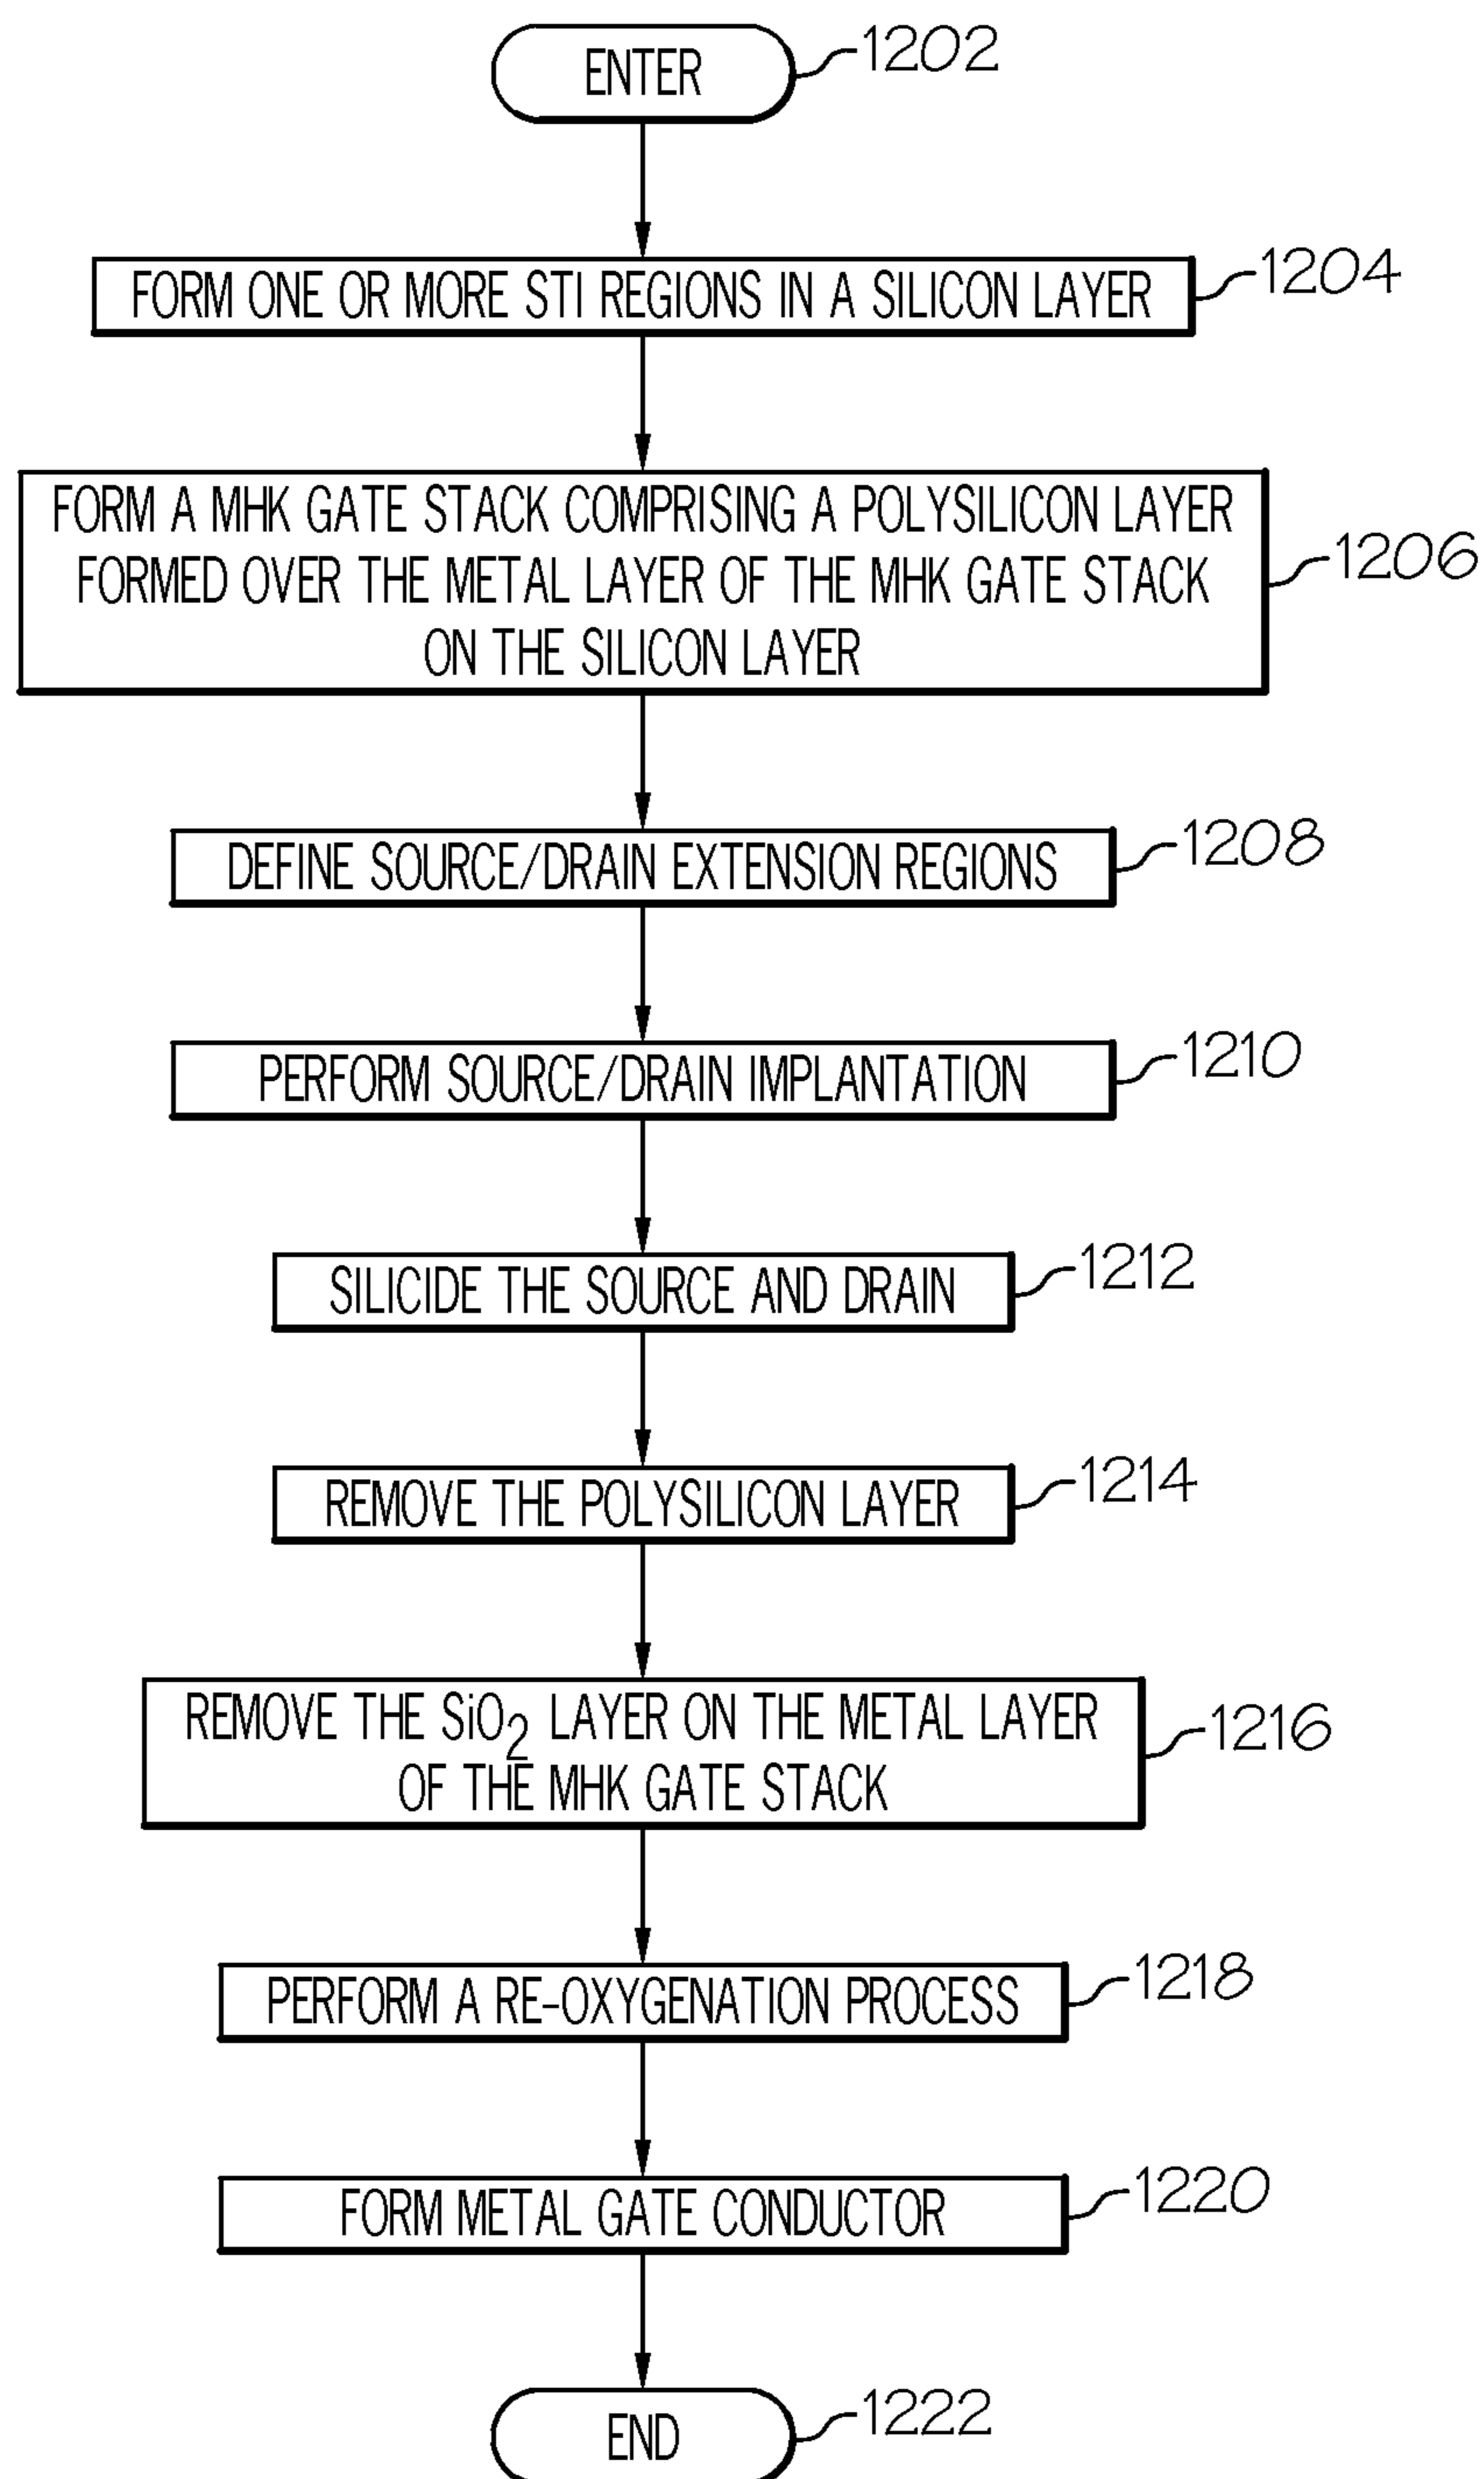 ENTER
1202
FORM ONE OR MORE STI REGIONS IN A SILICON LAYER
1204
FORM A MHK GATE STACK COMPRISING A POLYSILICON LAYER
FORMED OVER THE METAL LAYER OF THE MHK GATE STACK
ON THE SILICON LAYER
1206
DEFINE SOURCE/DRAIN EXTENSION REGIONS
1208
PERFORM SOURCE/DRAIN IMPLANTATION
1210
SILICIDE THE SOURCE AND DRAIN
1212
REMOVE THE POLYSILICON LAYER
1214
REMOVE THE SiO2 LAYER ON THE METAL LAYER
OF THE MHK GATE STACK
1216
PERFORM A RE-OXYGENATION PROCESS
1218
FORM METAL GATE CONDUCTOR
1220
END
1222